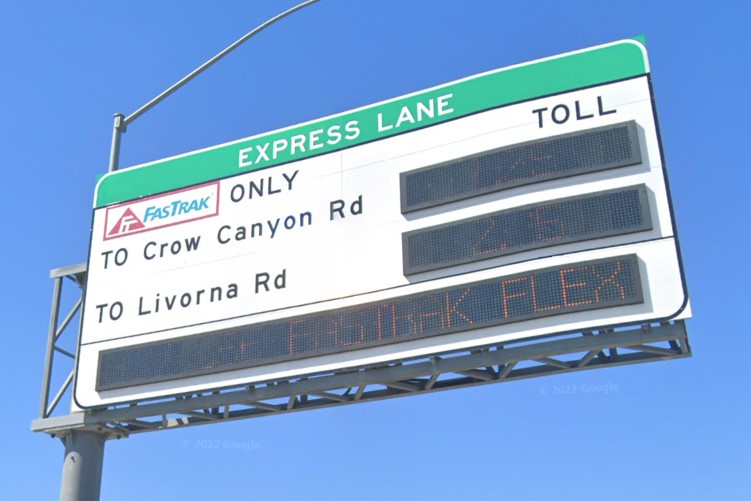 EXPRESS LANE
TOLL
FASTRAK ONLY
TO Crow Canyon Rd
TO Livorna Rd
FASTRAK FLEX
© 2022 Google
© 2022 Google